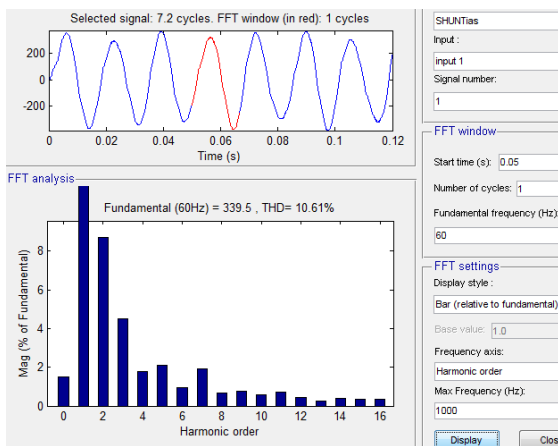 Selected signal: 7.2 cycles. FFT window (in red): 1 cycles
200
0
-200
0
0.02
0.04
0.06
0.08
0.1
0.12
Time (s)
FFT analysis
Fundamental (60Hz) = 339.5 , THD= 10.61%
Mag (% of Fundamental)
8
6
4
2
0
0
2
4
6
8
10
12
14
16
Harmonic order
SHUNTias
Input :
input 1
Signal number:
1
FFT window
Start time (s): 0.05
Number of cycles: 1
Fundamental frequency (Hz):
60
FFT settings
Display style :
Bar (relative to fundamental)
Base value: 1.0
Frequency axis:
Harmonic order
Max Frequency (Hz):
1000
Display
Clos